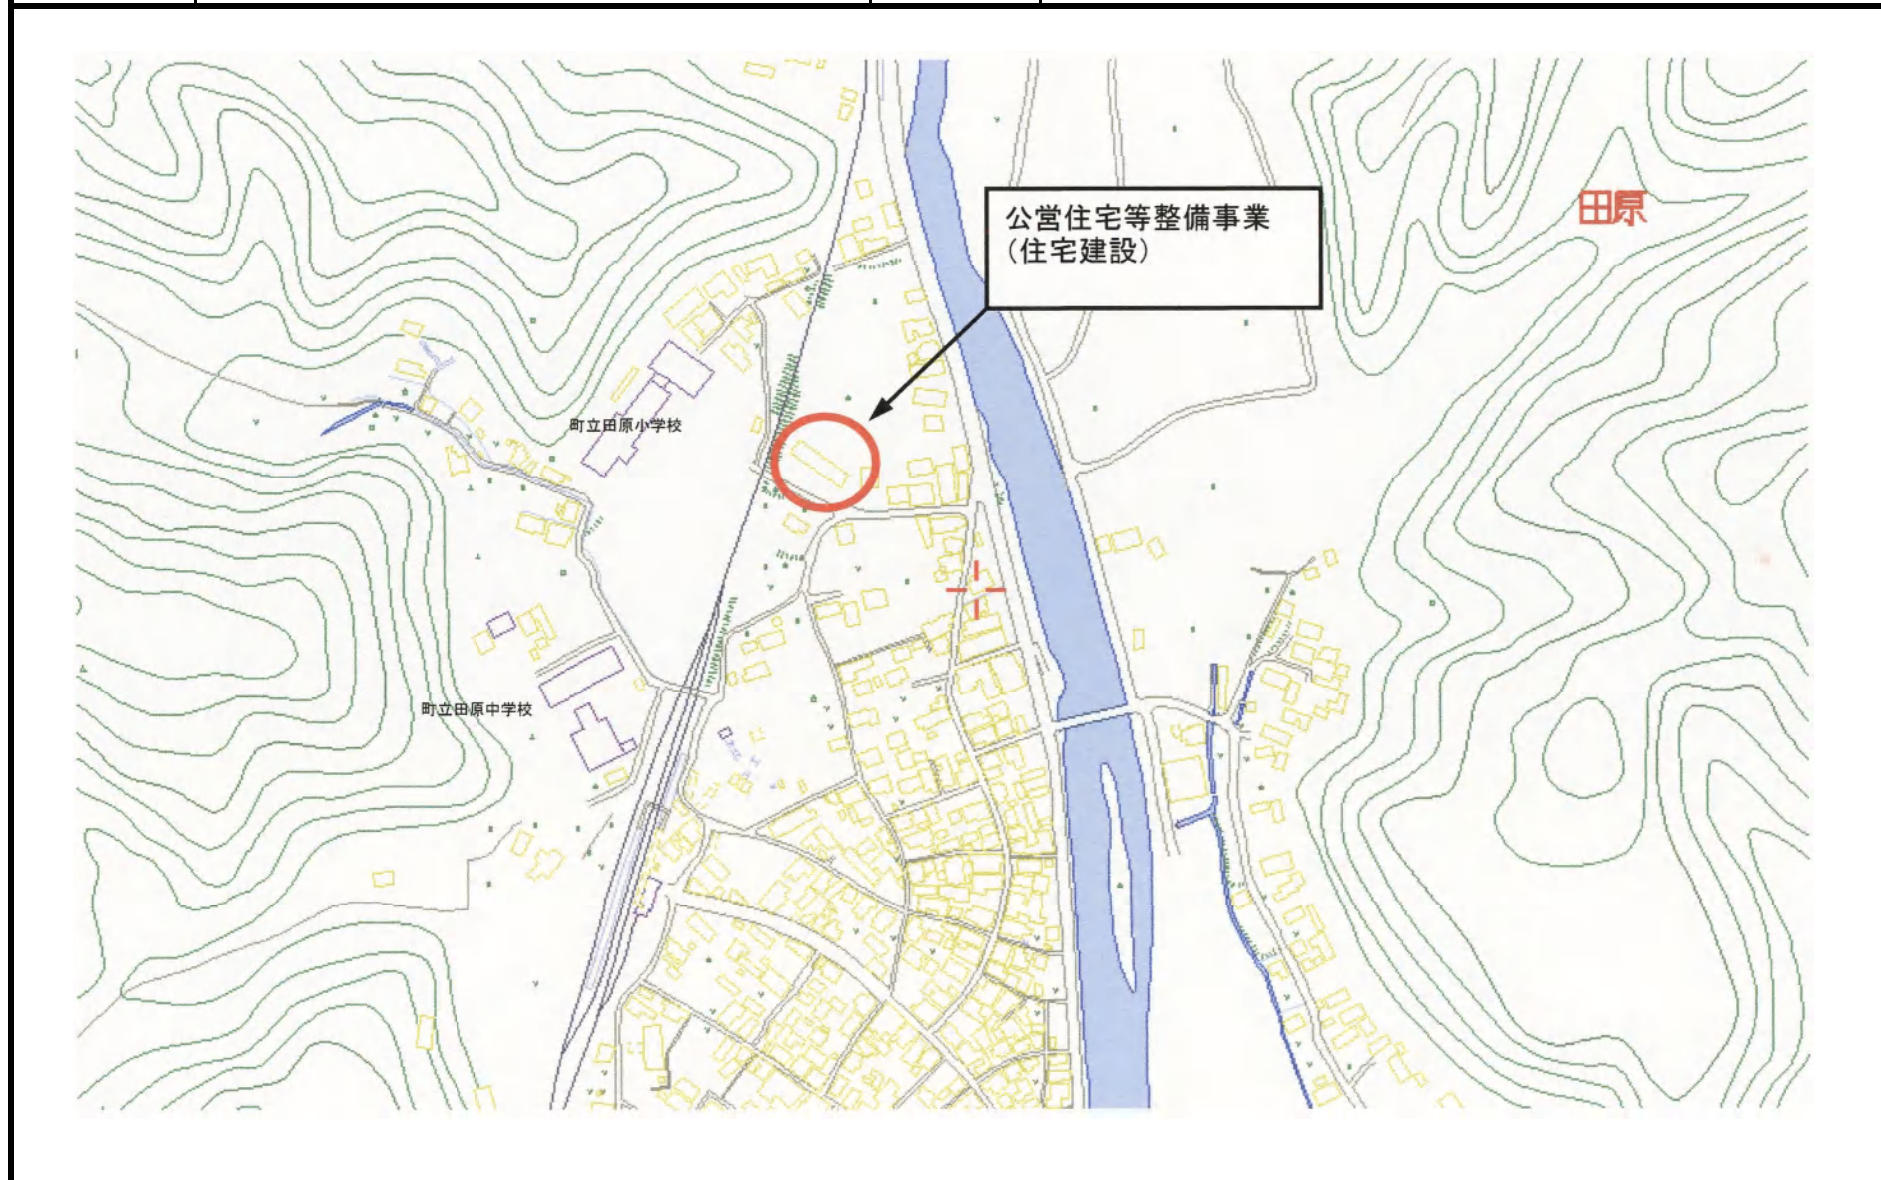 公営住宅等整備事業
（住宅建設）
田原
町立田原小学校
町立田原中学校